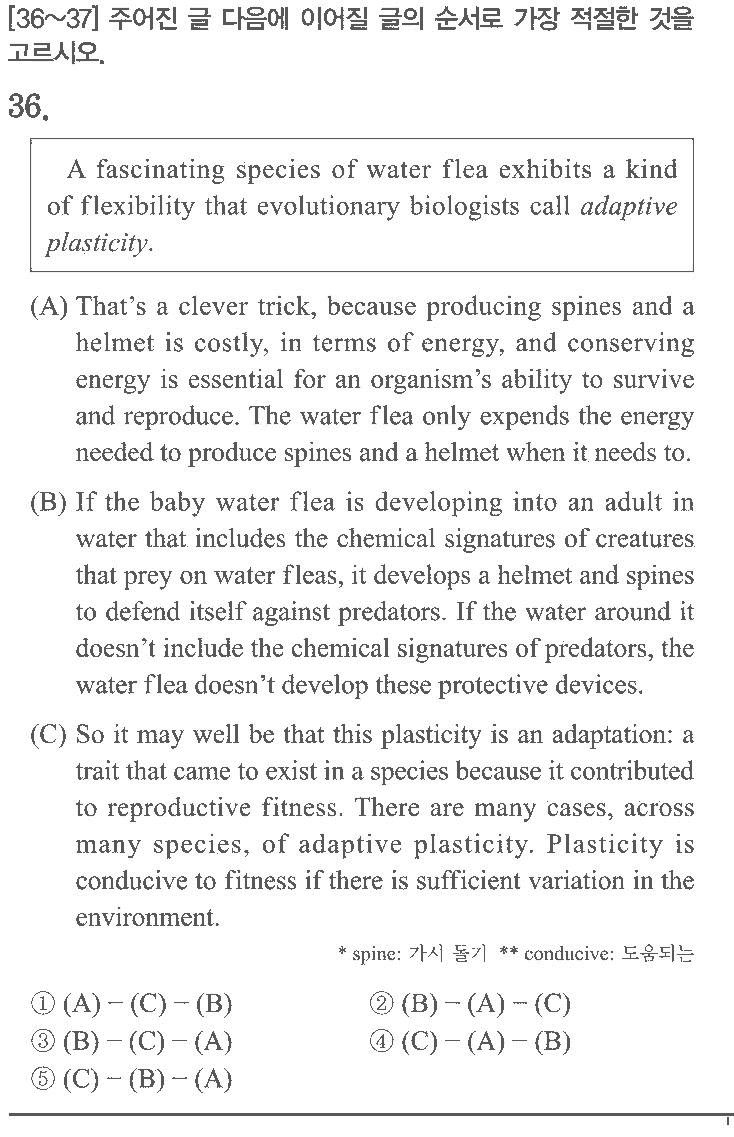 [36~37] 주어진 글 다음에 이어질 글의 순서로 가장 적절한 것을
고르시오.
36.
A fascinating species of water flea exhibits a kind
of flexibility that evolutionary biologists call adaptive
plasticity.
(A) That's a clever trick, because producing spines and a
helmet is costly, in terms of energy, and conserving
energy is essential for an organism's ability to survive
and reproduce. The water flea only expends the energy
needed to produce spines and a helmet when it needs to.
(B) If the baby water flea is developing into an adult in
water that includes the chemical signatures of creatures
that prey on water fleas, it develops a helmet and spines
to defend itself against predators. If the water around it
doesn't include the chemical signatures of predators, the
water flea doesn't develop these protective devices.
(C) So it may well be that this plasticity is an adaptation: a
trait that came to exist in a species because it contributed
to reproductive fitness. There are many cases, across
many species, of adaptive plasticity. Plasticity is
conducive to fitness if there is sufficient variation in the
environment.
* spine: 가시 돌기 ** conducive: 도움되는
① (A) - (C) - (B) ② (B) - (A) - (C)
③ (B) - (C) - (A) ④ (C) - (A) - (B)
⑤ (C) - (B) - (A)